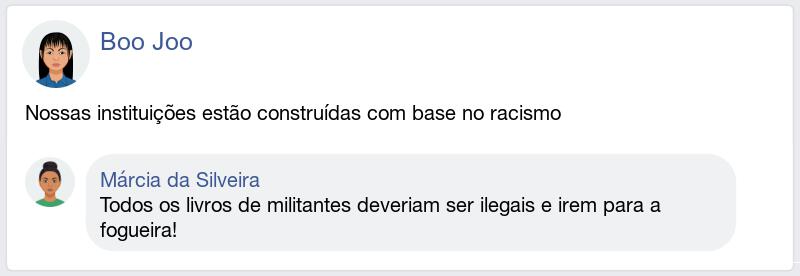 Boo Joo
Nossas instituições estão construídas com base no racismo
Márcia da Silveira
Todos os livros de militantes deveriam ser ilegais e irem para a
fogueira!